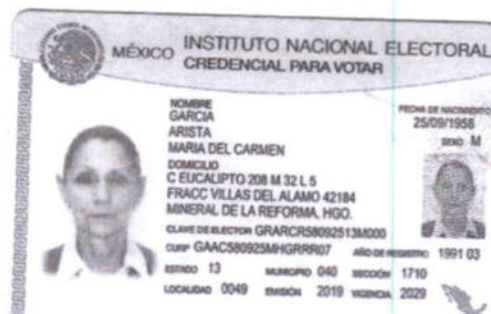 MÉXICO INSTITUTO NACIONAL ELECTORAL
CREDENCIAL PARA VOTAR
NOMBRE
GARCIA
ARISTA
MARIA DEL CARMEN
FECHA DE NACIMIENTO
25/09/1958
SEXO M
DOMICILIO
C EUCALIPTO 208 M 32 L 5
FRACC VILLAS DEL ALAMO 42184
MINERAL DE LA REFORMA, HGO.
CLAVE DE ELECTOR GRARCR58092513M000
CURP GAAC580925MHGRRR07 AÑO DE REGISTRO 1991 03
ESTADO 13 MUNICIPIO 040 SECCIÓN 1710
LOCALIDAD 0049 EMISIÓN 2019 VIGENCIA 2029